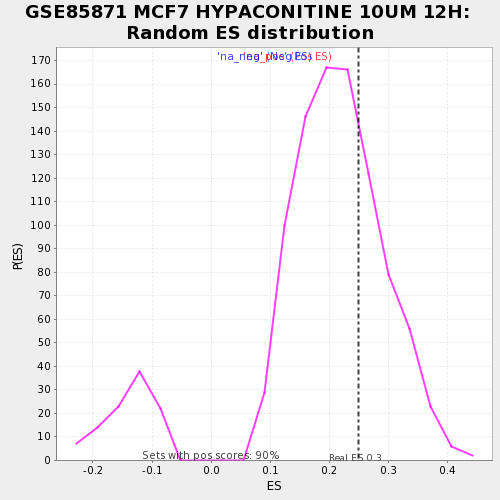 GSE85871 MCF7 HYPACONITINE 10UM 12H:
Random ES distribution
170
160
150
140
130
120
110
100
90
80
70
60
50
40
30
20
10
0
P(ES)
Sets with pos scores: 90%
Real ES 0.3
-0.2 -0.1 0.0 0.1 0.2 0.3 0.4
ES